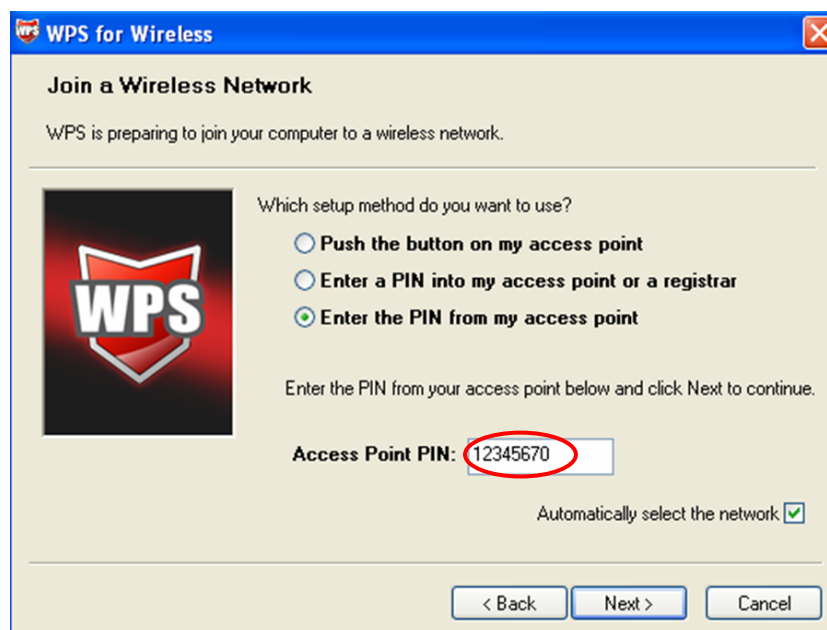 WPS for Wireless
Join a Wireless Network
WPS is preparing to join your computer to a wireless network.
Which setup method do you want to use?
Push the button on my access point
Enter a PIN into my access point or a registrar
Enter the PIN from my access point
WPS
Enter the PIN from your access point below and click Next to continue.
Access Point PIN: 12345670
Automatically select the network
< Back Next > Cancel